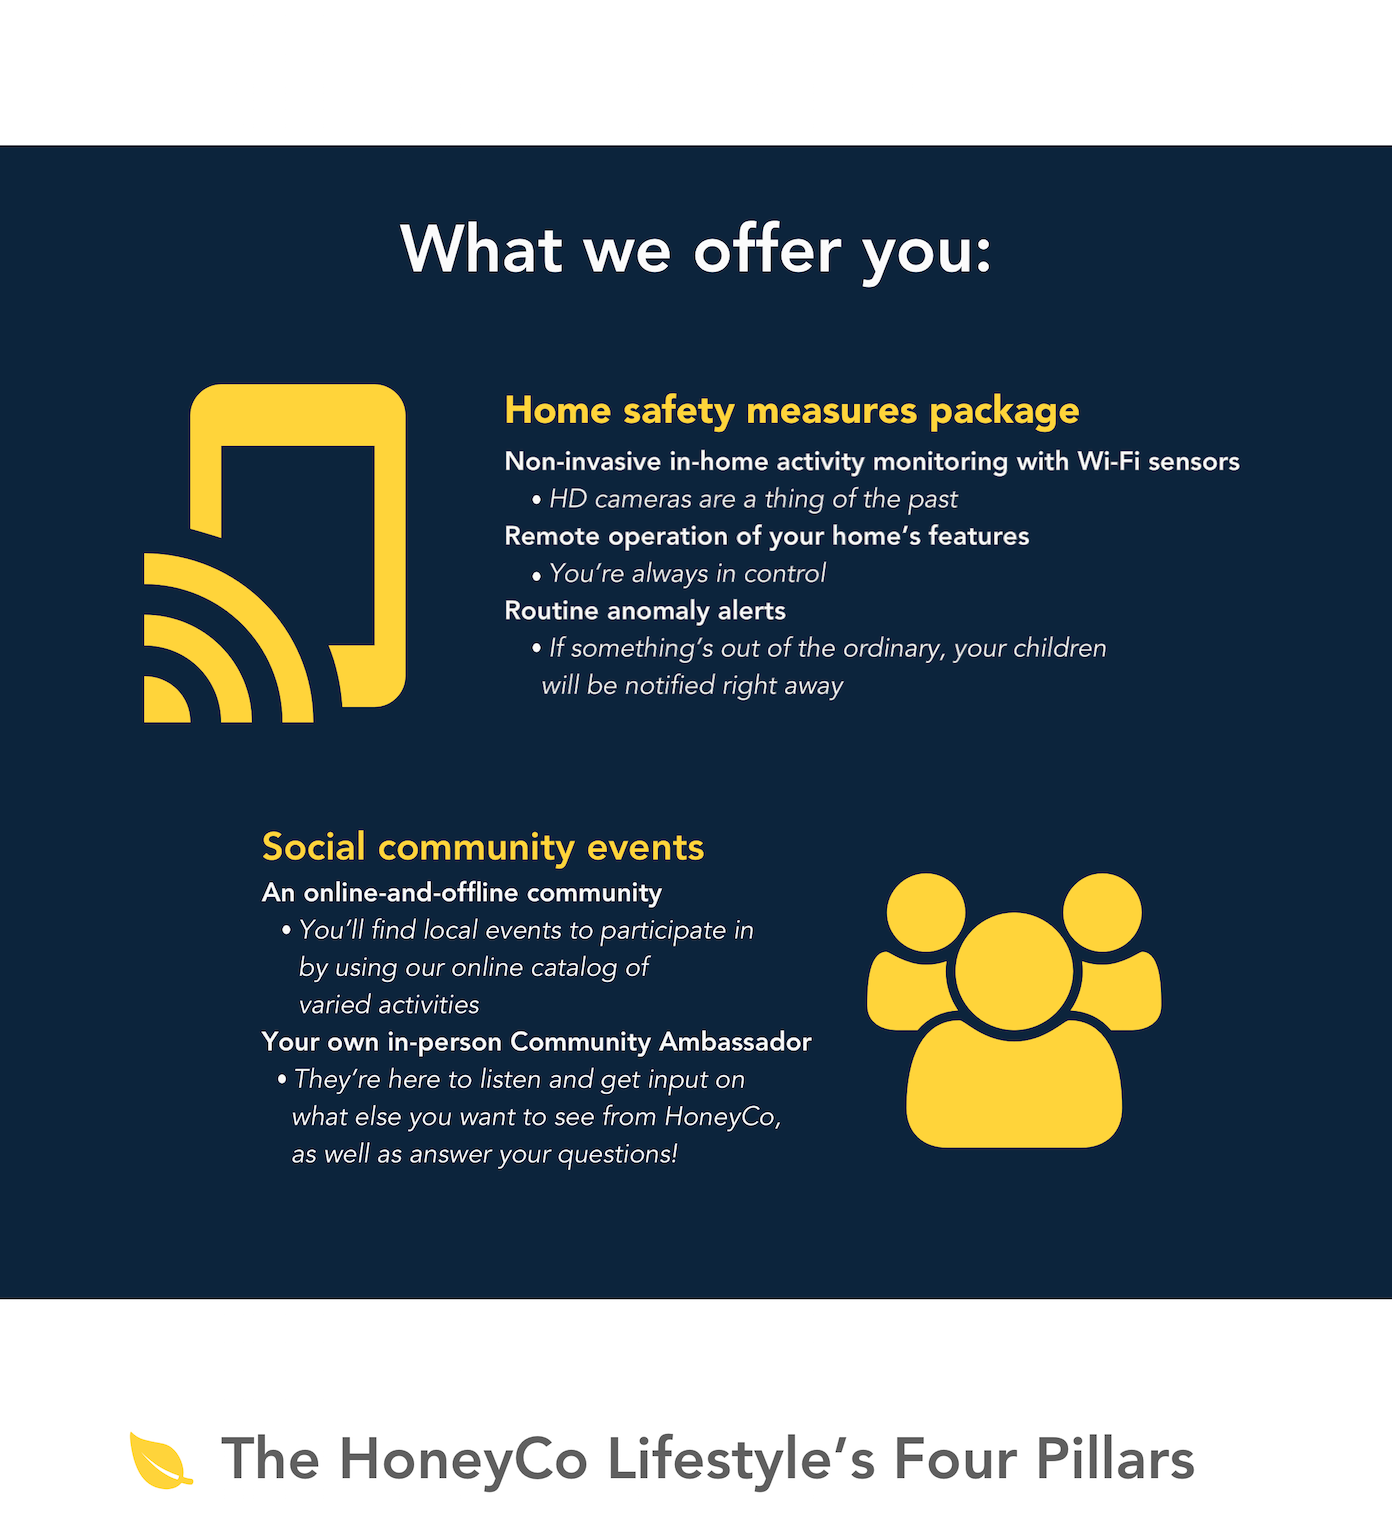 What we offer you:
Home safety measures package
Non-invasive in-home activity monitoring with Wi-Fi sensors
• HD cameras are a thing of the past
Remote operation of your home’s features
• You’re always in control
Routine anomaly alerts
• If something’s out of the ordinary, your children
will be notified right away
Social community events
An online-and-offline community
• You’ll find local events to participate in
by using our online catalog of
varied activities
Your own in-person Community Ambassador
• They’re here to listen and get input on
what else you want to see from HoneyCo,
as well as answer your questions!
The HoneyCo Lifestyle’s Four Pillars